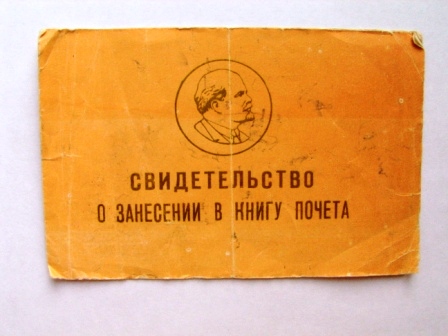 СВИДЕТЕЛЬСТВО
О ЗАНЕСЕНИИ В КНИГУ ПОЧЕТА